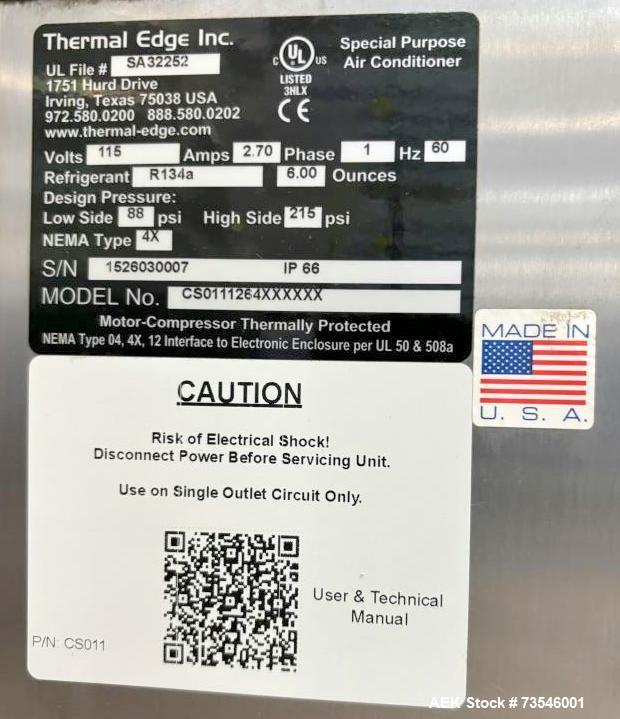 Thermal Edge Inc.
UL File # SA32252
1751 Hurd Drive
Irving, Texas 75038 USA
972.580.0200 888.580.0202
www.thermal-edge.com
C UL US
LISTED
3HLX
CE
Special Purpose
Air Conditioner
Volts 115 Amps 2.70 Phase 1 Hz 60
Refrigerant R134a 6.00 Ounces
Design Pressure:
Low Side 88 psi High Side 215 psi
NEMA Type 4X
S/N 1526030007 IP 66
MODEL No. CS0111264XXXXXX
Motor-Compressor Thermally Protected
NEMA Type 04, 4X, 12 Interface to Electronic Enclosure per UL 50 & 508a
MADE IN
U. S. A.
CAUTION
Risk of Electrical Shock!
Disconnect Power Before Servicing Unit.
Use on Single Outlet Circuit Only.
User & Technical
Manual
P/N: CS011
AEK Stock # 73546001